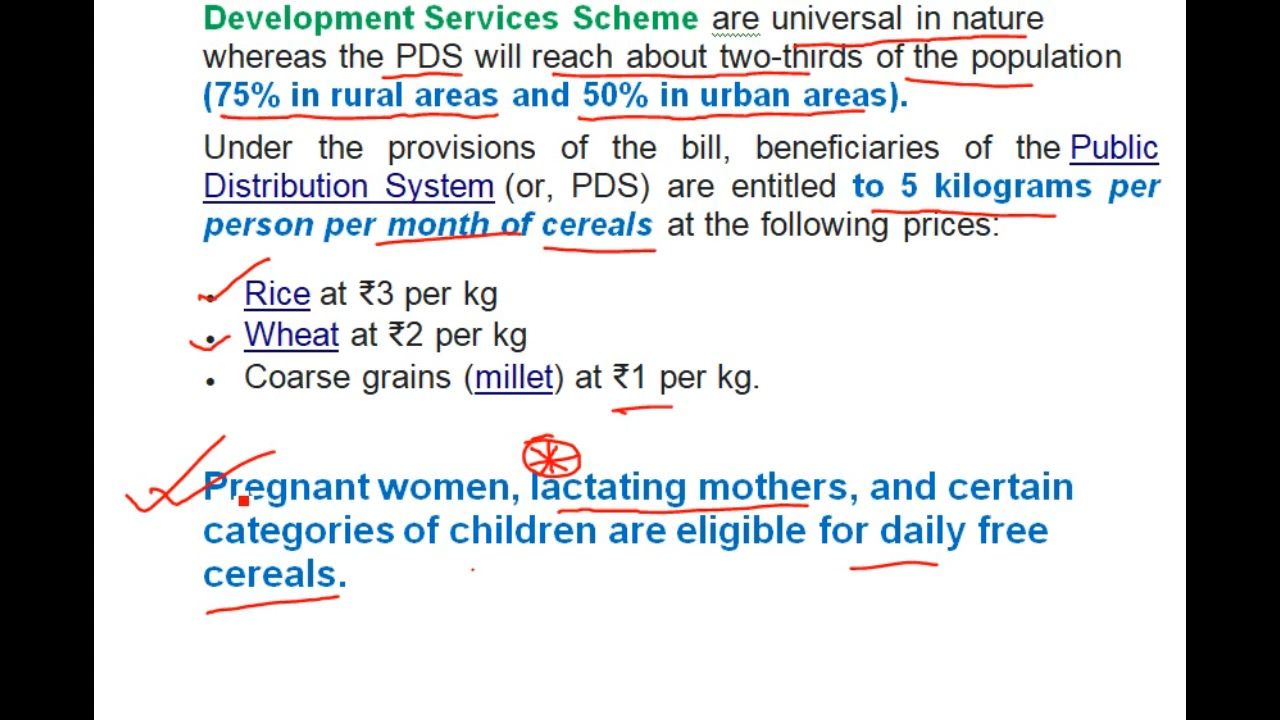 Development Services Scheme are universal in nature
whereas the PDS will reach about two-thirds of the population
(75% in rural areas and 50% in urban areas).
Under the provisions of the bill, beneficiaries of the Public
Distribution System (or, PDS) are entitled to 5 kilograms per
person per month of cereals at the following prices:
• Rice at ₹3 per kg
• Wheat at ₹2 per kg
• Coarse grains (millet) at ₹1 per kg.
Pregnant women, lactating mothers, and certain
categories of children are eligible for daily free
cereals.